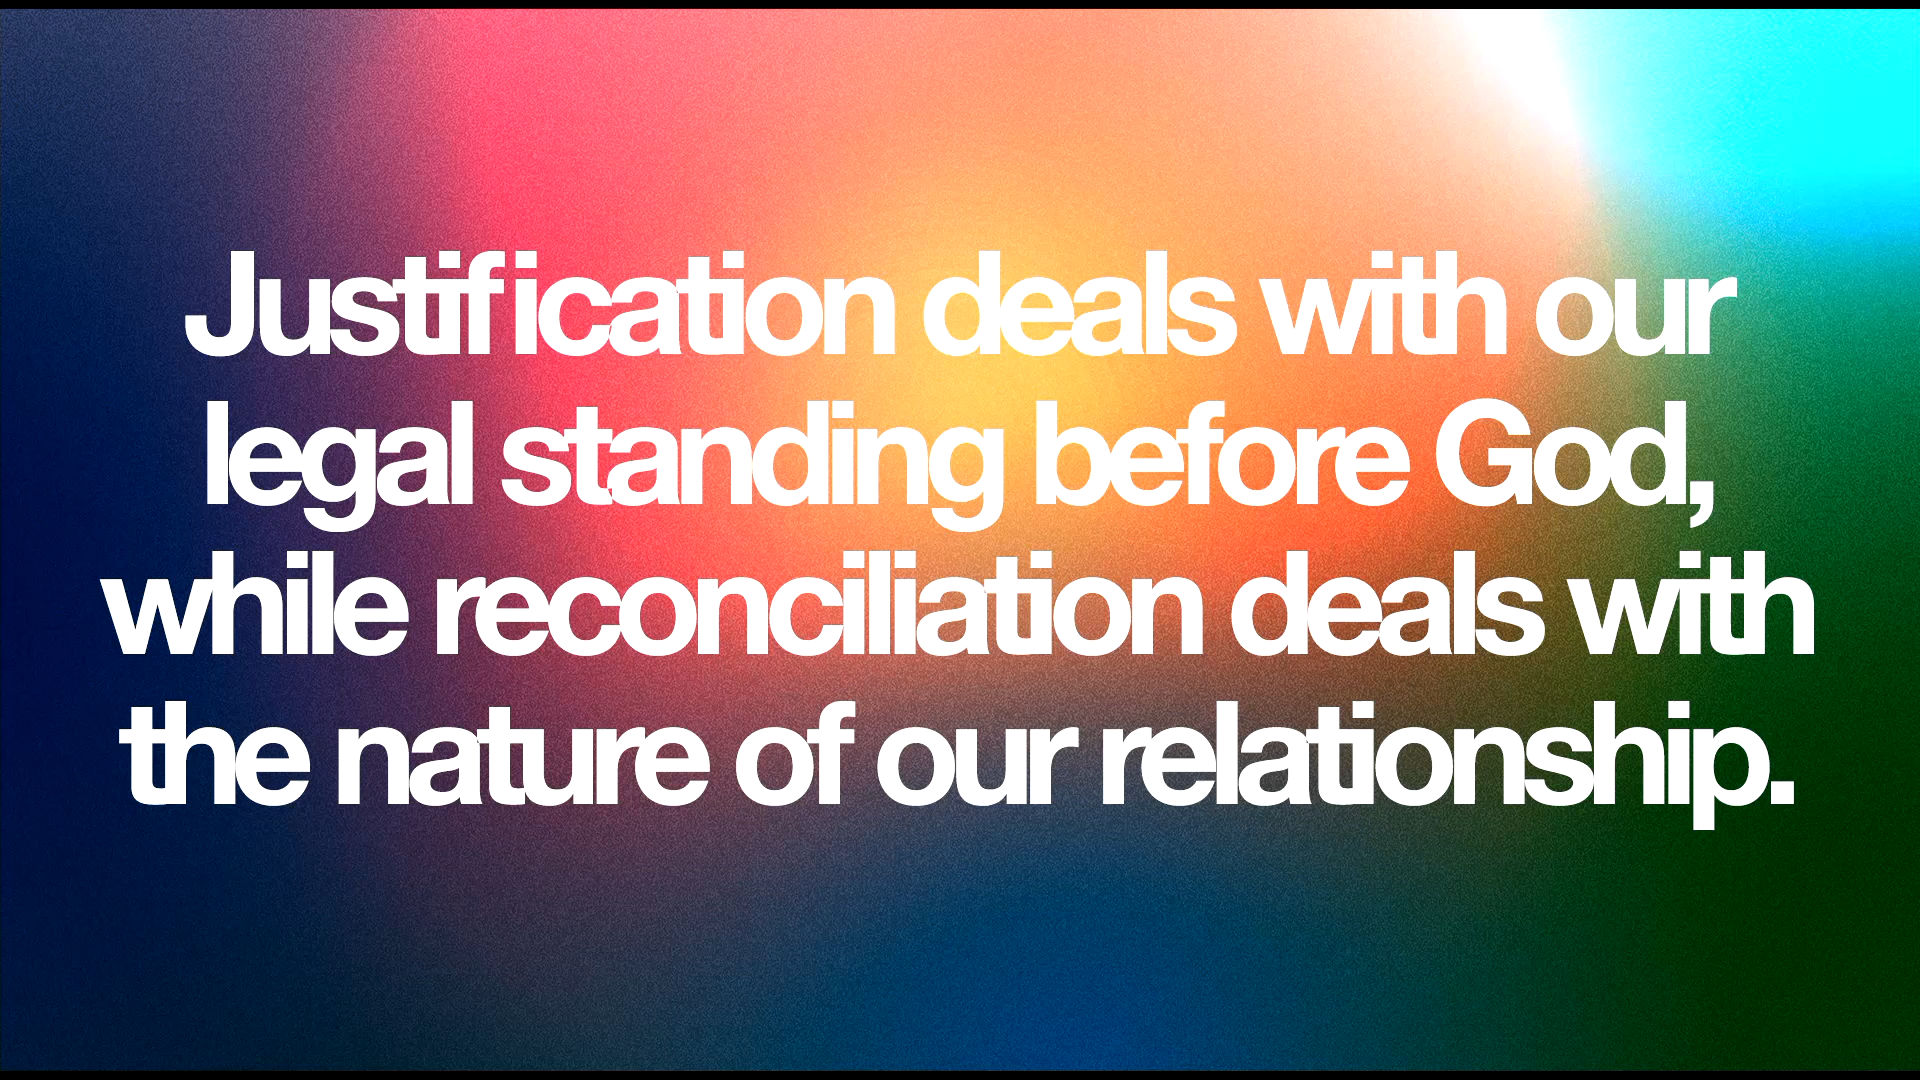 Justification deals with our
legal standing before God,
while reconciliation deals with
the nature of our relationship.